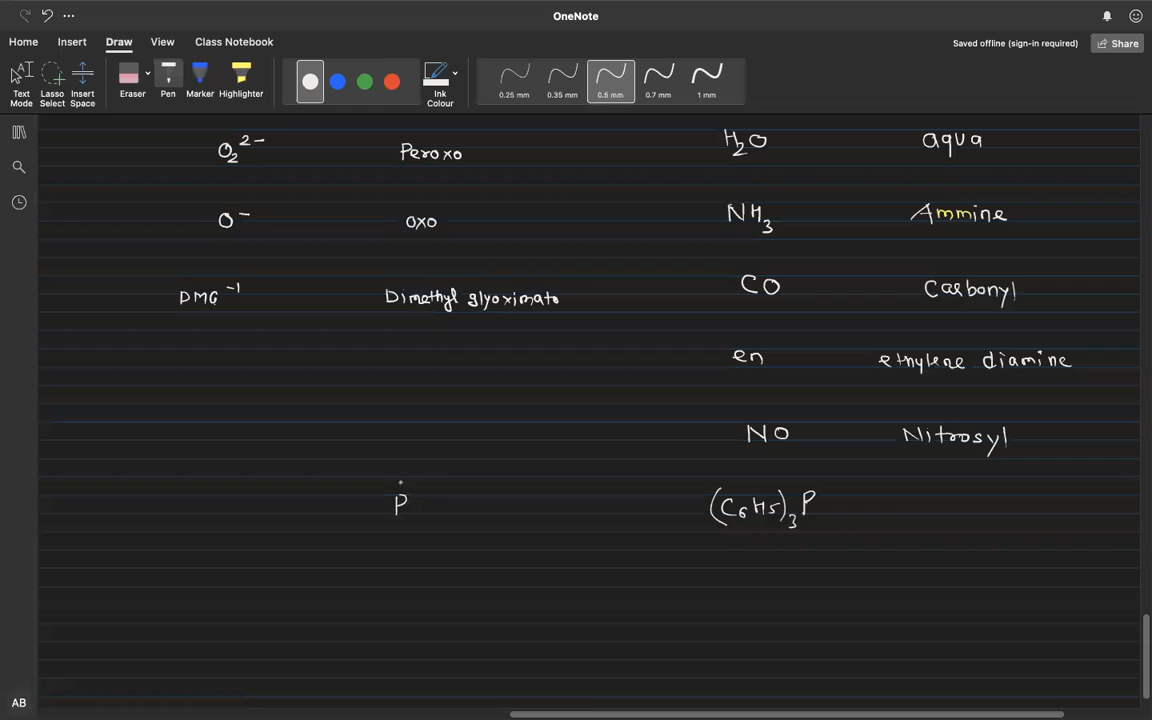 OneNote
Home Insert Draw View Class Notebook
Saved offline (sign-in required) Share
Text Mode Lasso Select Insert Space Eraser Pen Marker Highlighter Ink Colour 0.25 mm 0.35 mm 0.5 mm 0.7 mm 1 mm
O₂²⁻ Peroxo H₂O aqua
O⁻ oxo NH₃ Ammine
DMG⁻¹ Dimethyl glyoximato CO Carbonyl
en ethylene diamine
NO Nitrosyl
P (C₆H₅)₃P
AB